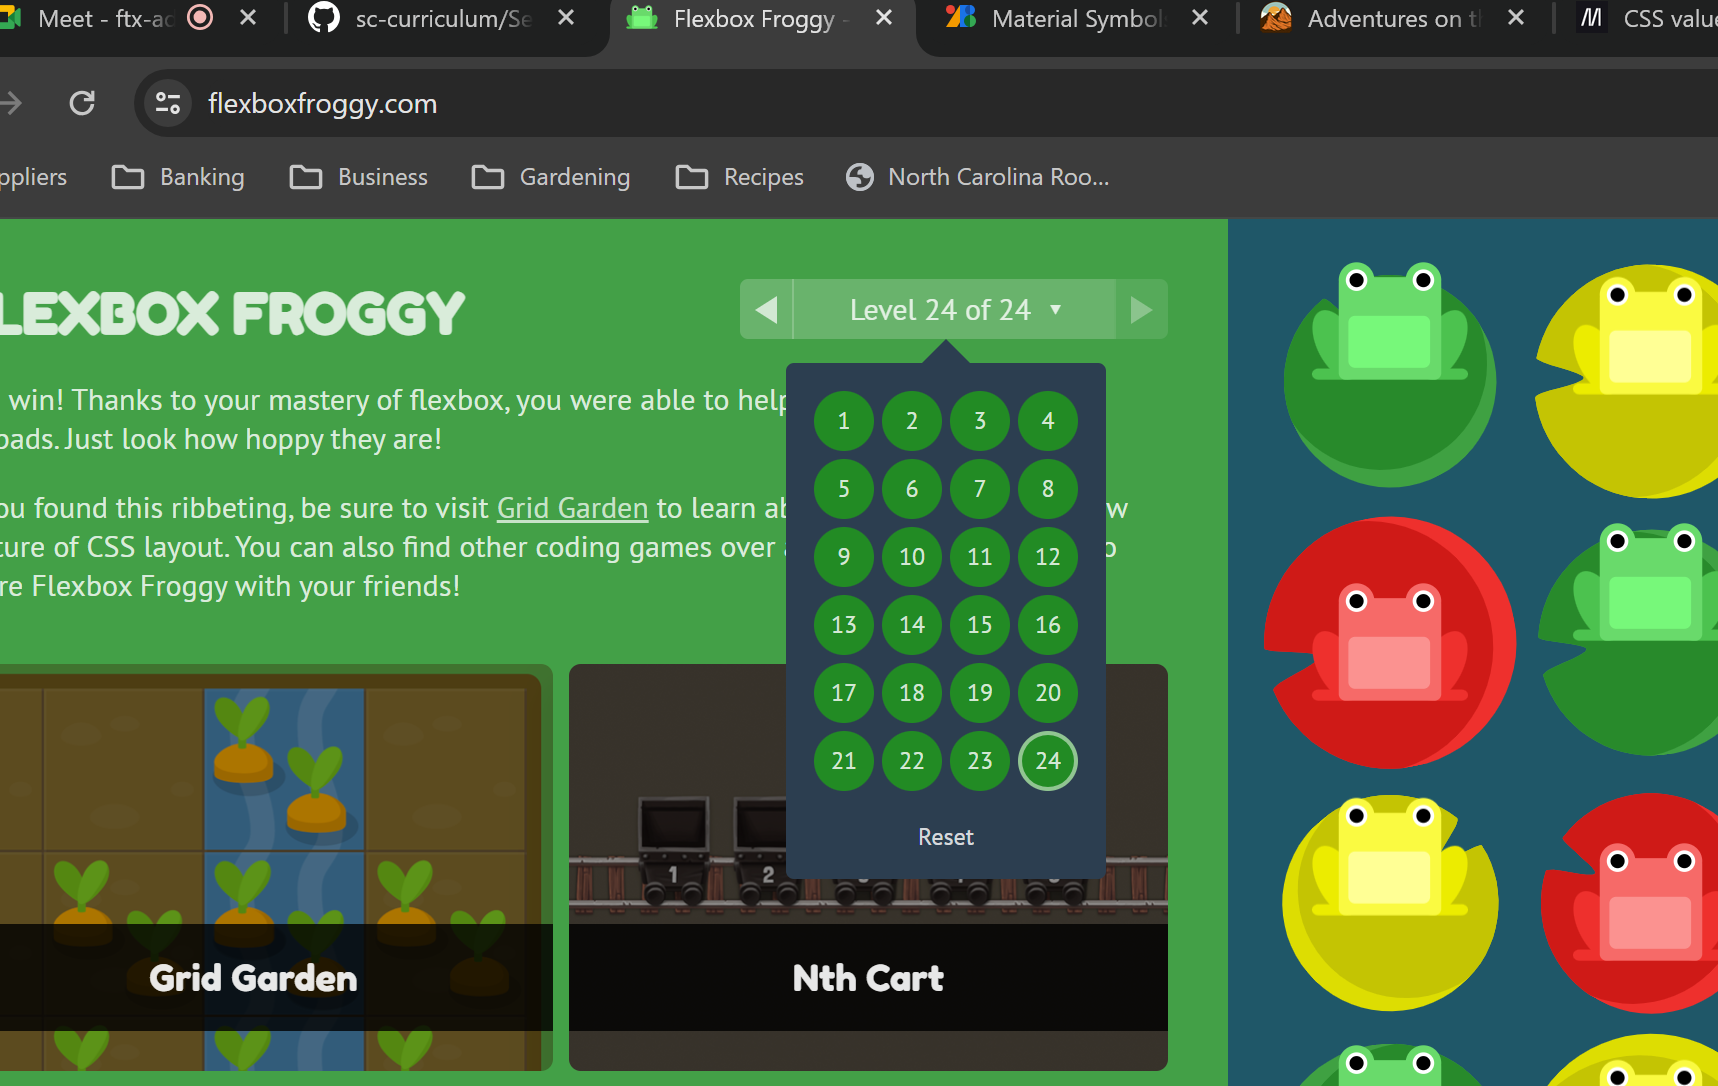 Meet - ftx-ad
sc-curriculum/Se
Flexbox Froggy -
Material Symbols
Adventures on th
CSS value
flexboxfroggy.com
ppliers
Banking
Business
Gardening
Recipes
North Carolina Roo...
LEXBOX FROGGY
Level 24 of 24
win! Thanks to your mastery of flexbox, you were able to help
pads. Just look how hoppy they are!
ou found this ribbeting, be sure to visit Grid Garden to learn ab w
ture of CSS layout. You can also find other coding games over a o
re Flexbox Froggy with your friends!
1 2 3 4
5 6 7 8
9 10 11 12
13 14 15 16
17 18 19 20
21 22 23 24
Reset
1 2
Grid Garden
Nth Cart